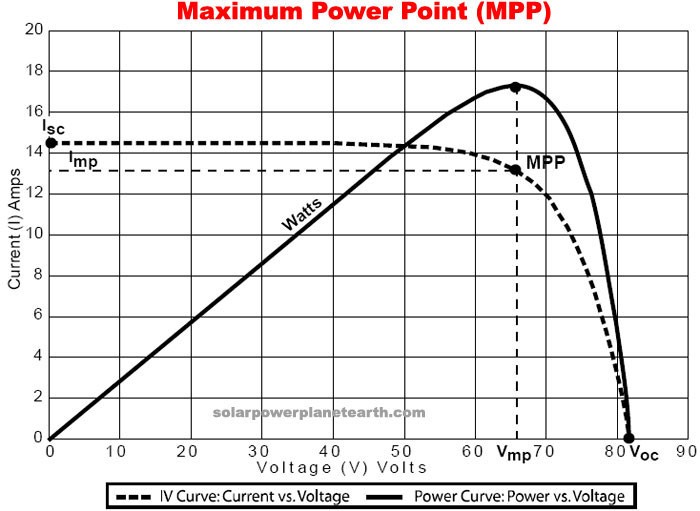 Maximum Power Point (MPP)
20
18
16
14
12
10
8
6
4
2
0
Current (I) Amps
Isc
Imp
MPP
Watts
solarpowerplanetearth.com
0 10 20 30 40 50 60 Vmp 70 80 Voc 90
Voltage (V) Volts
IV Curve: Current vs. Voltage Power Curve: Power vs. Voltage